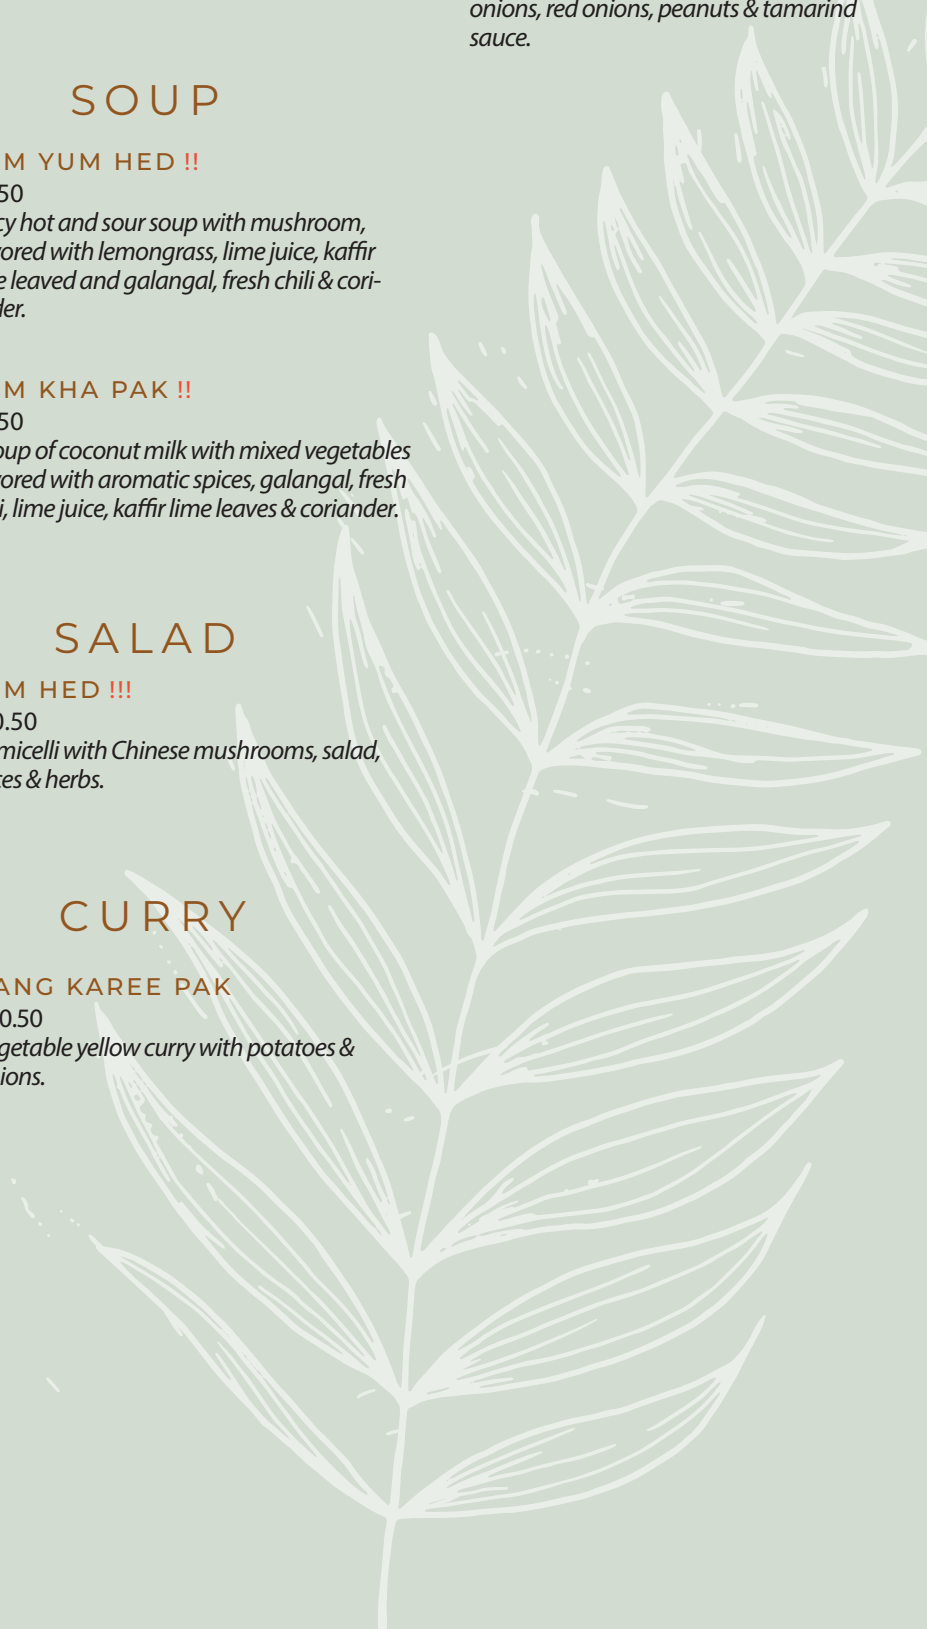 onions, red onions, peanuts & tamarind
sauce.
SOUP
M YUM HED !!
50
cy hot and sour soup with mushroom,
ored with lemongrass, lime juice, kaffir
e leaved and galangal, fresh chili & cori-
der.
M KHA PAK !!
50
oup of coconut milk with mixed vegetables
ored with aromatic spices, galangal, fresh
i, lime juice, kaffir lime leaves & coriander.
SALAD
M HED !!!
0.50
micelli with Chinese mushrooms, salad,
ces & herbs.
CURRY
ANG KAREE PAK
0.50
getable yellow curry with potatoes &
ions.